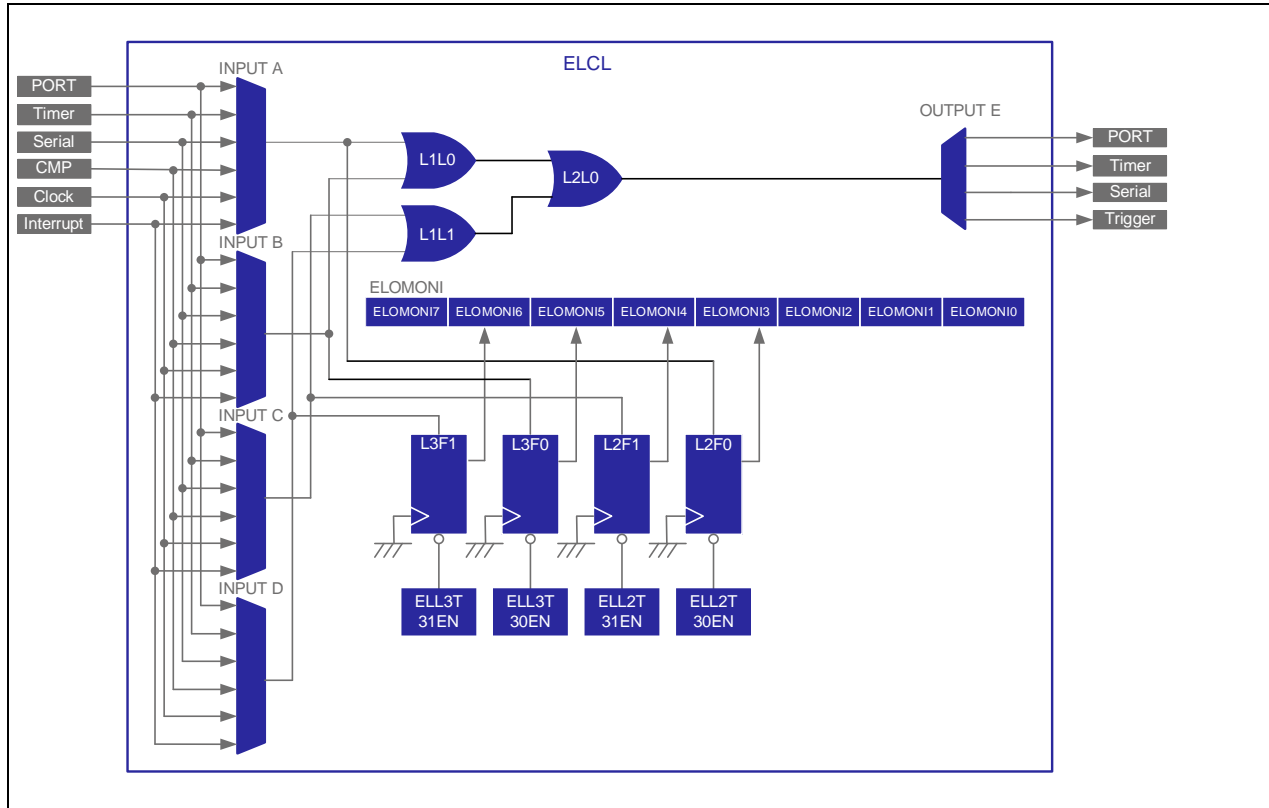 ELCL
INPUT A
PORT
Timer
Serial
CMP
Clock
Interrupt
INPUT B
INPUT C
INPUT D
L1L0
L1L1
L2L0
OUTPUT E
PORT
Timer
Serial
Trigger
ELOMONI
ELOMONI7 ELOMONI6 ELOMONI5 ELOMONI4 ELOMONI3 ELOMONI2 ELOMONI1 ELOMONI0
L3F1 L3F0 L2F1 L2F0
ELL3T
31EN
ELL3T
30EN
ELL2T
31EN
ELL2T
30EN